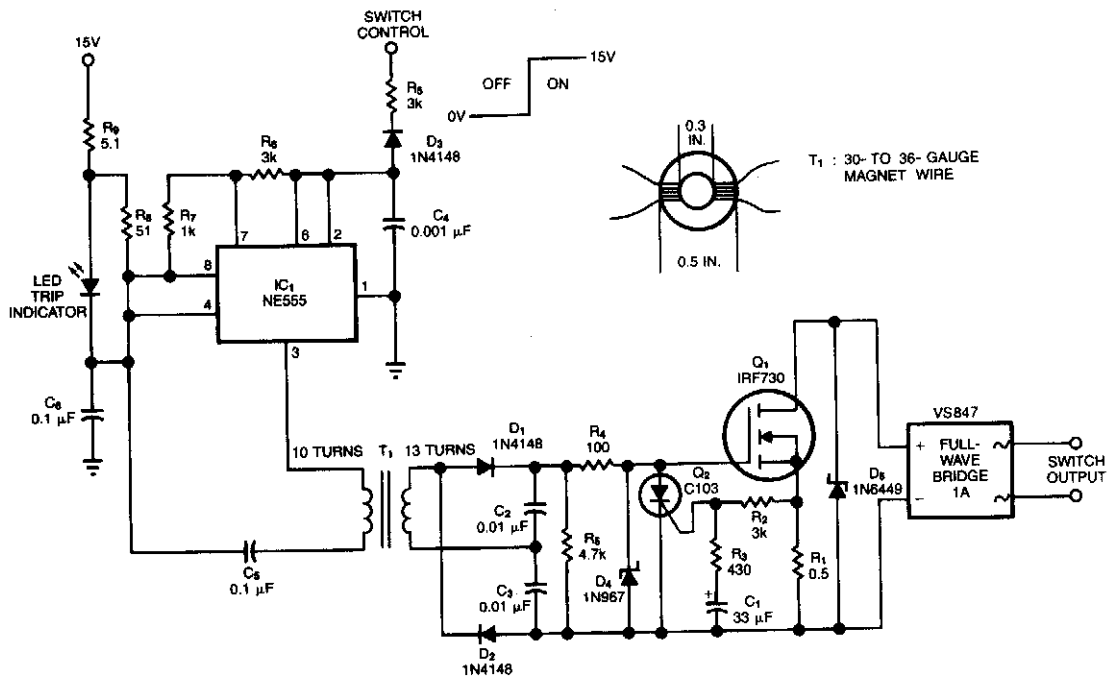 SWITCH
CONTROL
15V
OFF
ON
15V
0V
R₅
3k
D₃
1N4148
R₉
5.1
R₆
3k
R₈
51
R₇
1k
C₄
0.001 µF
7
6
2
8
4
1
3
IC₁
NE555
LED
TRIP
INDICATOR
C₆
0.1 µF
0.3
IN.
0.5 IN.
T₁ : 30- TO 36- GAUGE
MAGNET WIRE
10 TURNS
T₁
13 TURNS
C₅
0.1 µF
D₁
1N4148
C₂
0.01 µF
C₃
0.01 µF
D₂
1N4148
R₄
100
R₅
4.7k
D₄
1N967
Q₂
C103
Q₁
IRF730
R₂
3k
R₃
430
C₁
+
33 µF
R₁
0.5
D₅
1N6449
VS847
+
−
FULL-
WAVE
BRIDGE
1A
SWITCH
OUTPUT